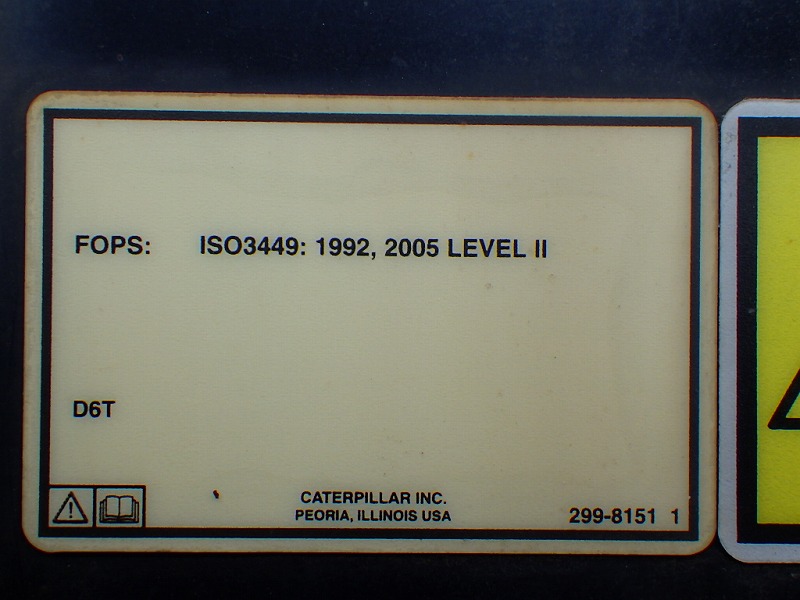 FOPS: ISO3449: 1992, 2005 LEVEL II
D6T
CATERPILLAR INC.
PEORIA, ILLINOIS USA
299-8151 1